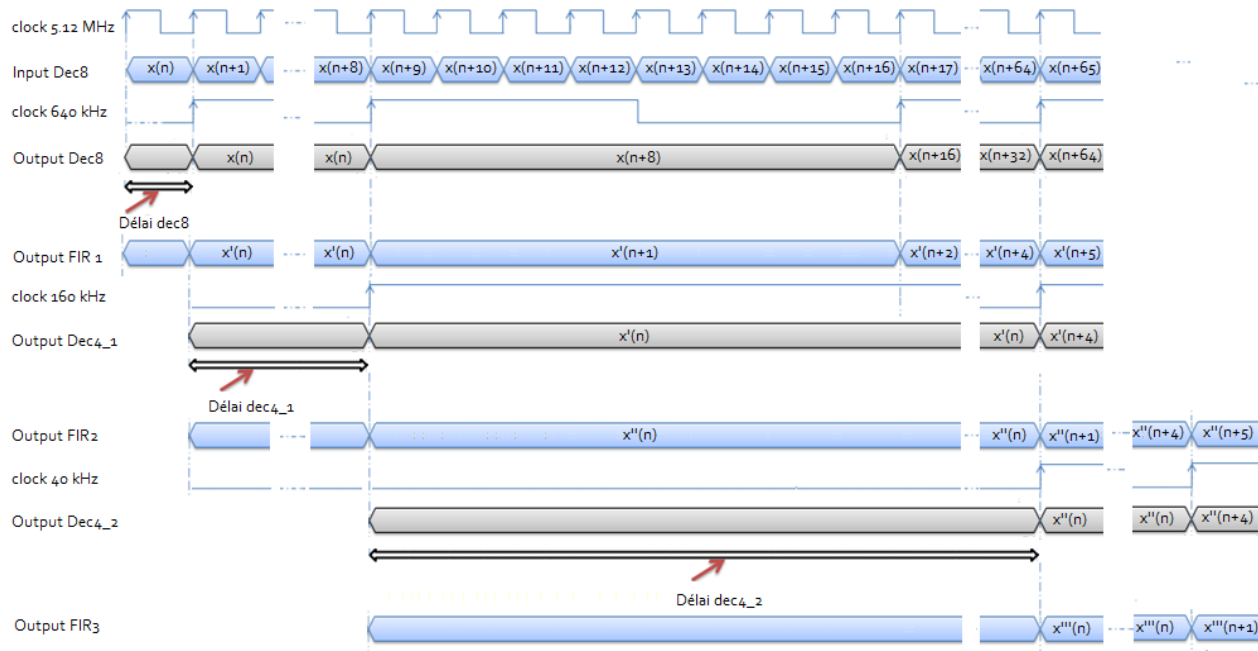 clock 5.12 MHz
Input Dec8 x(n) x(n+1) x(n+8) x(n+9) x(n+10) x(n+11) x(n+12) x(n+13) x(n+14) x(n+15) x(n+16) x(n+17) x(n+64) x(n+65)
clock 640 kHz
Output Dec8 x(n) x(n) x(n+8) x(n+16) x(n+32) x(n+64)
Délai dec8
Output FIR 1 x'(n) x'(n) x'(n+1) x'(n+2) x'(n+4) x'(n+5)
clock 160 kHz
Output Dec4_1 x'(n) x'(n) x'(n+4)
Délai dec4_1
Output FIR2 x''(n) x''(n) x''(n+1) x''(n+4) x''(n+5)
clock 40 kHz
Output Dec4_2 x''(n) x''(n) x''(n+4)
Délai dec4_2
Output FIR3 x'''(n) x'''(n) x'''(n+1)